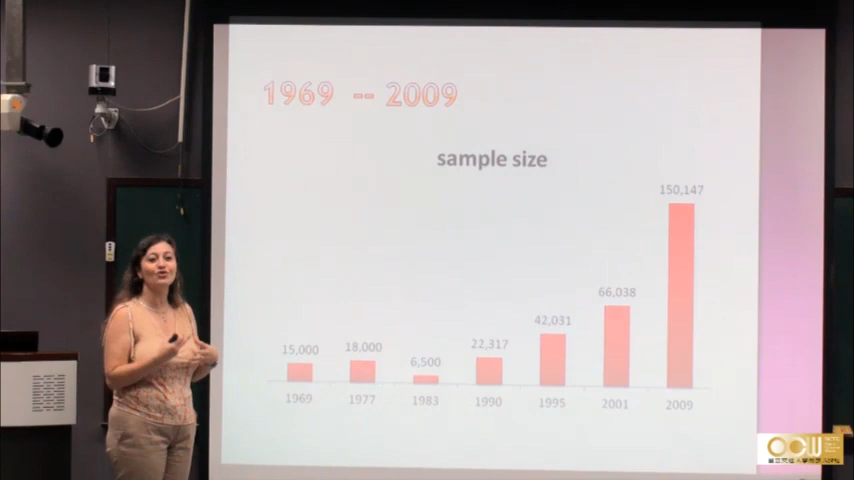 1969 -- 2009
sample size
150,147
66,038
42,031
22,317
18,000
15,000
6,500
1969 1977 1983 1990 1995 2001 2009
OCW